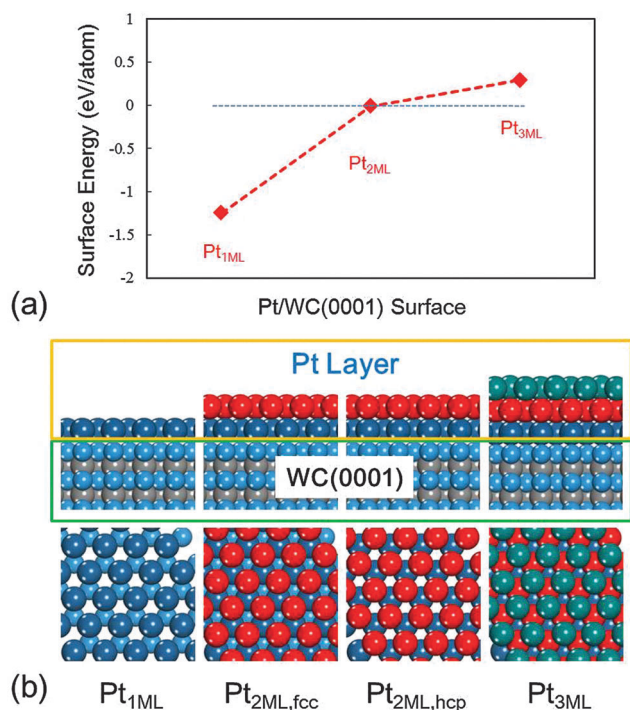 Surface Energy (eV/atom)
1
0.5
0
-0.5
-1
-1.5
-2
Pt1ML
Pt2ML
Pt3ML
Pt/WC(0001) Surface
(a)
Pt Layer
WC(0001)
(b)
Pt1ML
Pt2ML,fcc
Pt2ML,hcp
Pt3ML